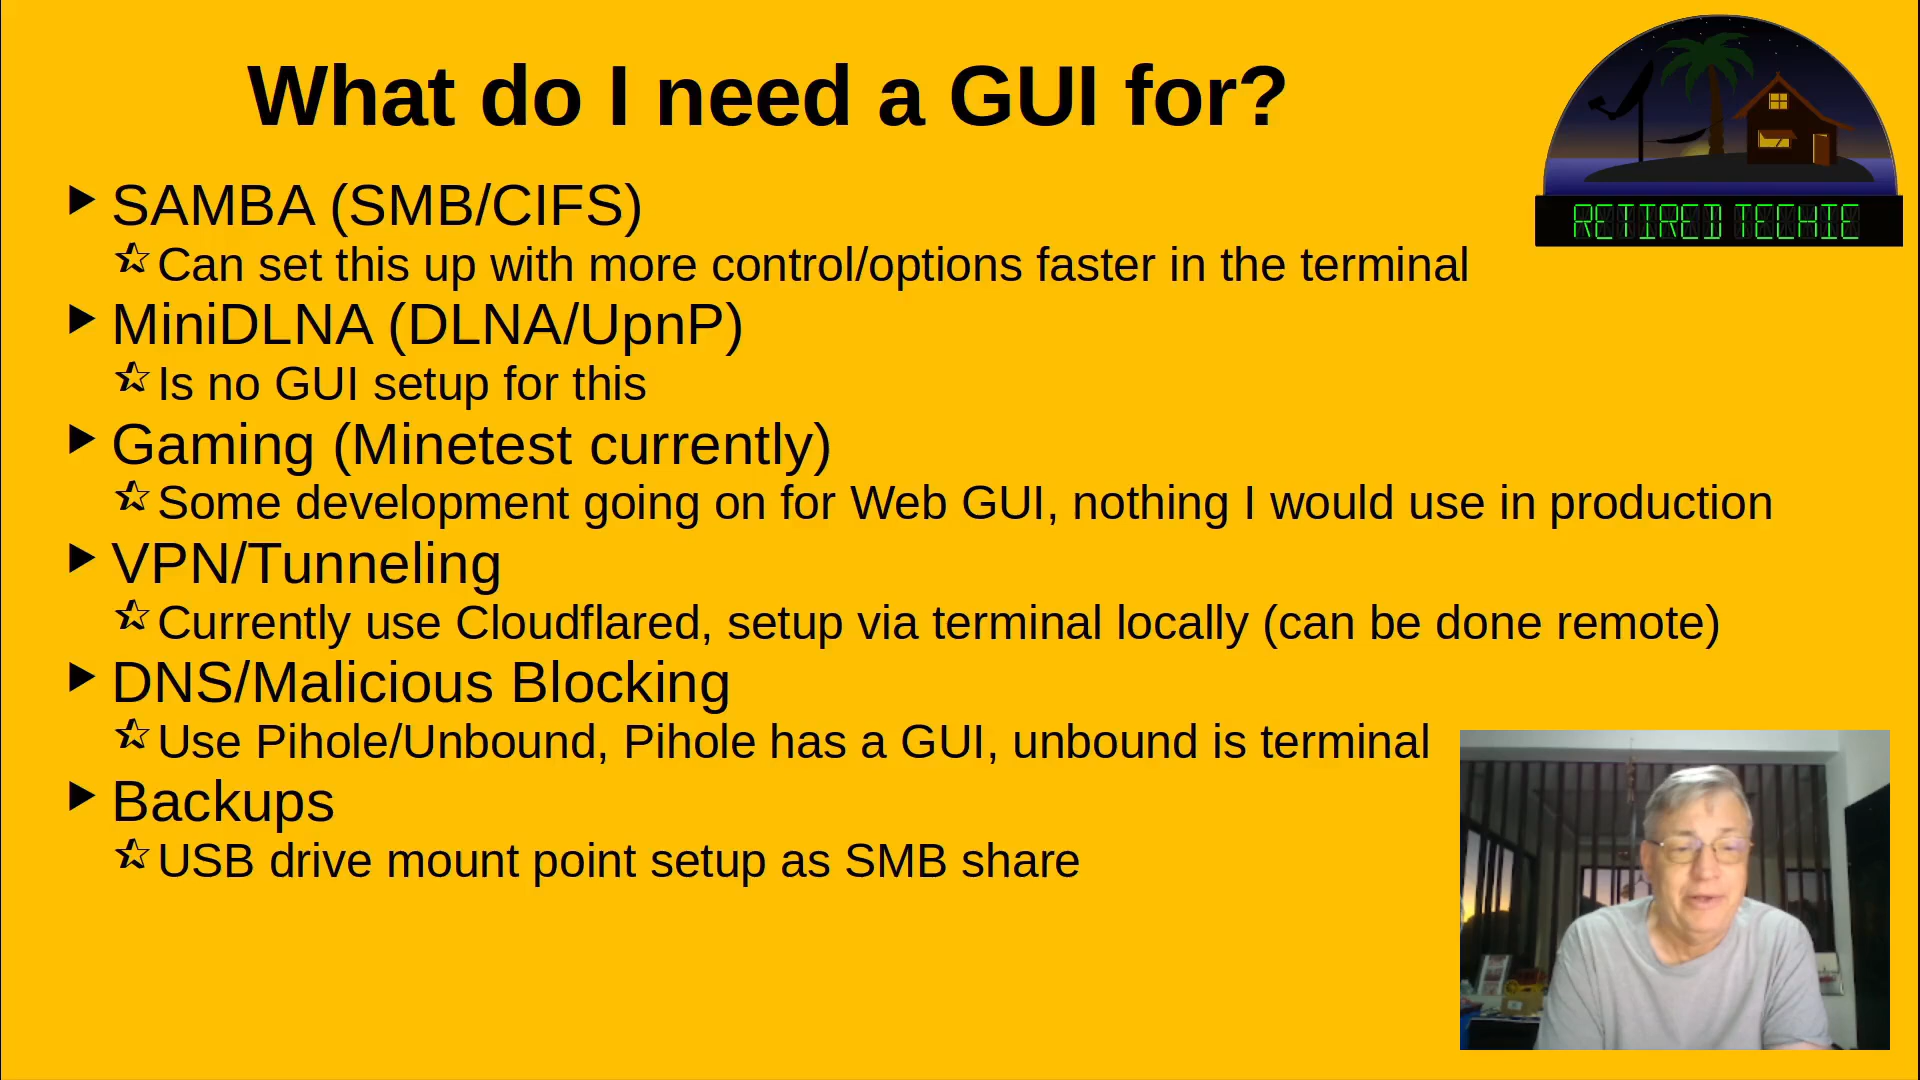 What do I need a GUI for?
SAMBA (SMB/CIFS)
Can set this up with more control/options faster in the terminal
MiniDLNA (DLNA/UpnP)
Is no GUI setup for this
Gaming (Minetest currently)
Some development going on for Web GUI, nothing I would use in production
VPN/Tunneling
Currently use Cloudflared, setup via terminal locally (can be done remote)
DNS/Malicious Blocking
Use Pihole/Unbound, Pihole has a GUI, unbound is terminal
Backups
USB drive mount point setup as SMB share
RETIRED TECHIE